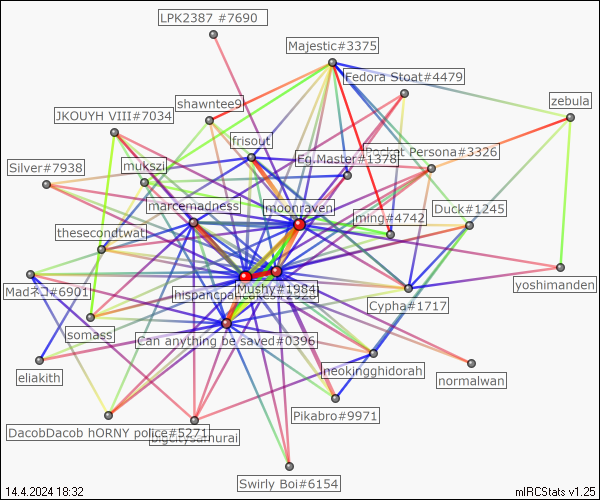 LPK2387 #7690
Majestic#3375
Fedora Stoat#4479
shawntee9
zebula
JKOUYH VIII#7034
frisout
Pocket Persona#3326
Eg.Master#1378
mukszi
Silver#7938
marcemadness
moonraven
ming#4742
Duck#1245
thesecondtwat
Madネコ#6901
yoshimanden
Mushy#1984
Cypha#1717
somass
Can anything be saved#0396
eliakith
neokingghidorah
normalwan
Pikabro#9971
DacobDacob hORNY police#5271
bigcitysamurai
Swirly Boi#6154
14.4.2024 18:32
mIRCStats v1.25